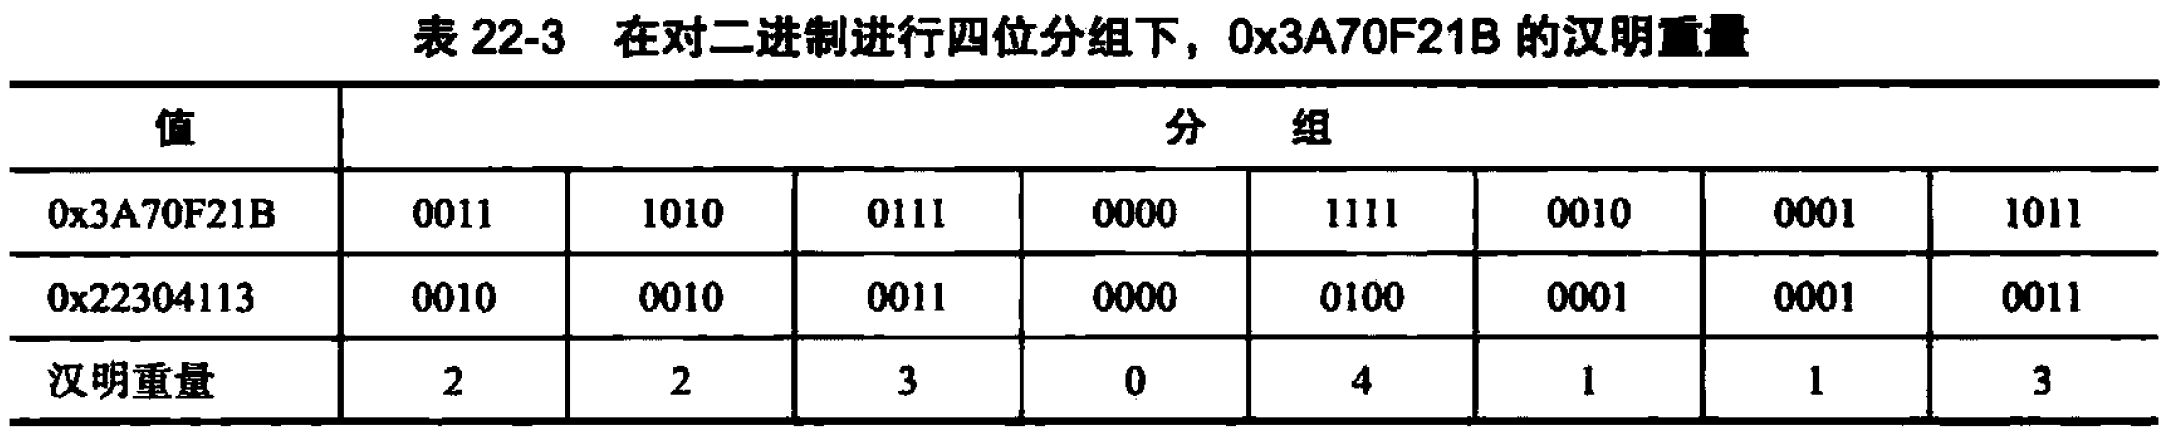 表 22-3 在对二进制进行四位分组下，0x3A70F21B 的汉明重量
值 分 组
0x3A70F21B 0011 1010 0111 0000 1111 0010 0001 1011
0x22304113 0010 0010 0011 0000 0100 0001 0001 0011
汉明重量 2 2 3 0 4 1 1 3